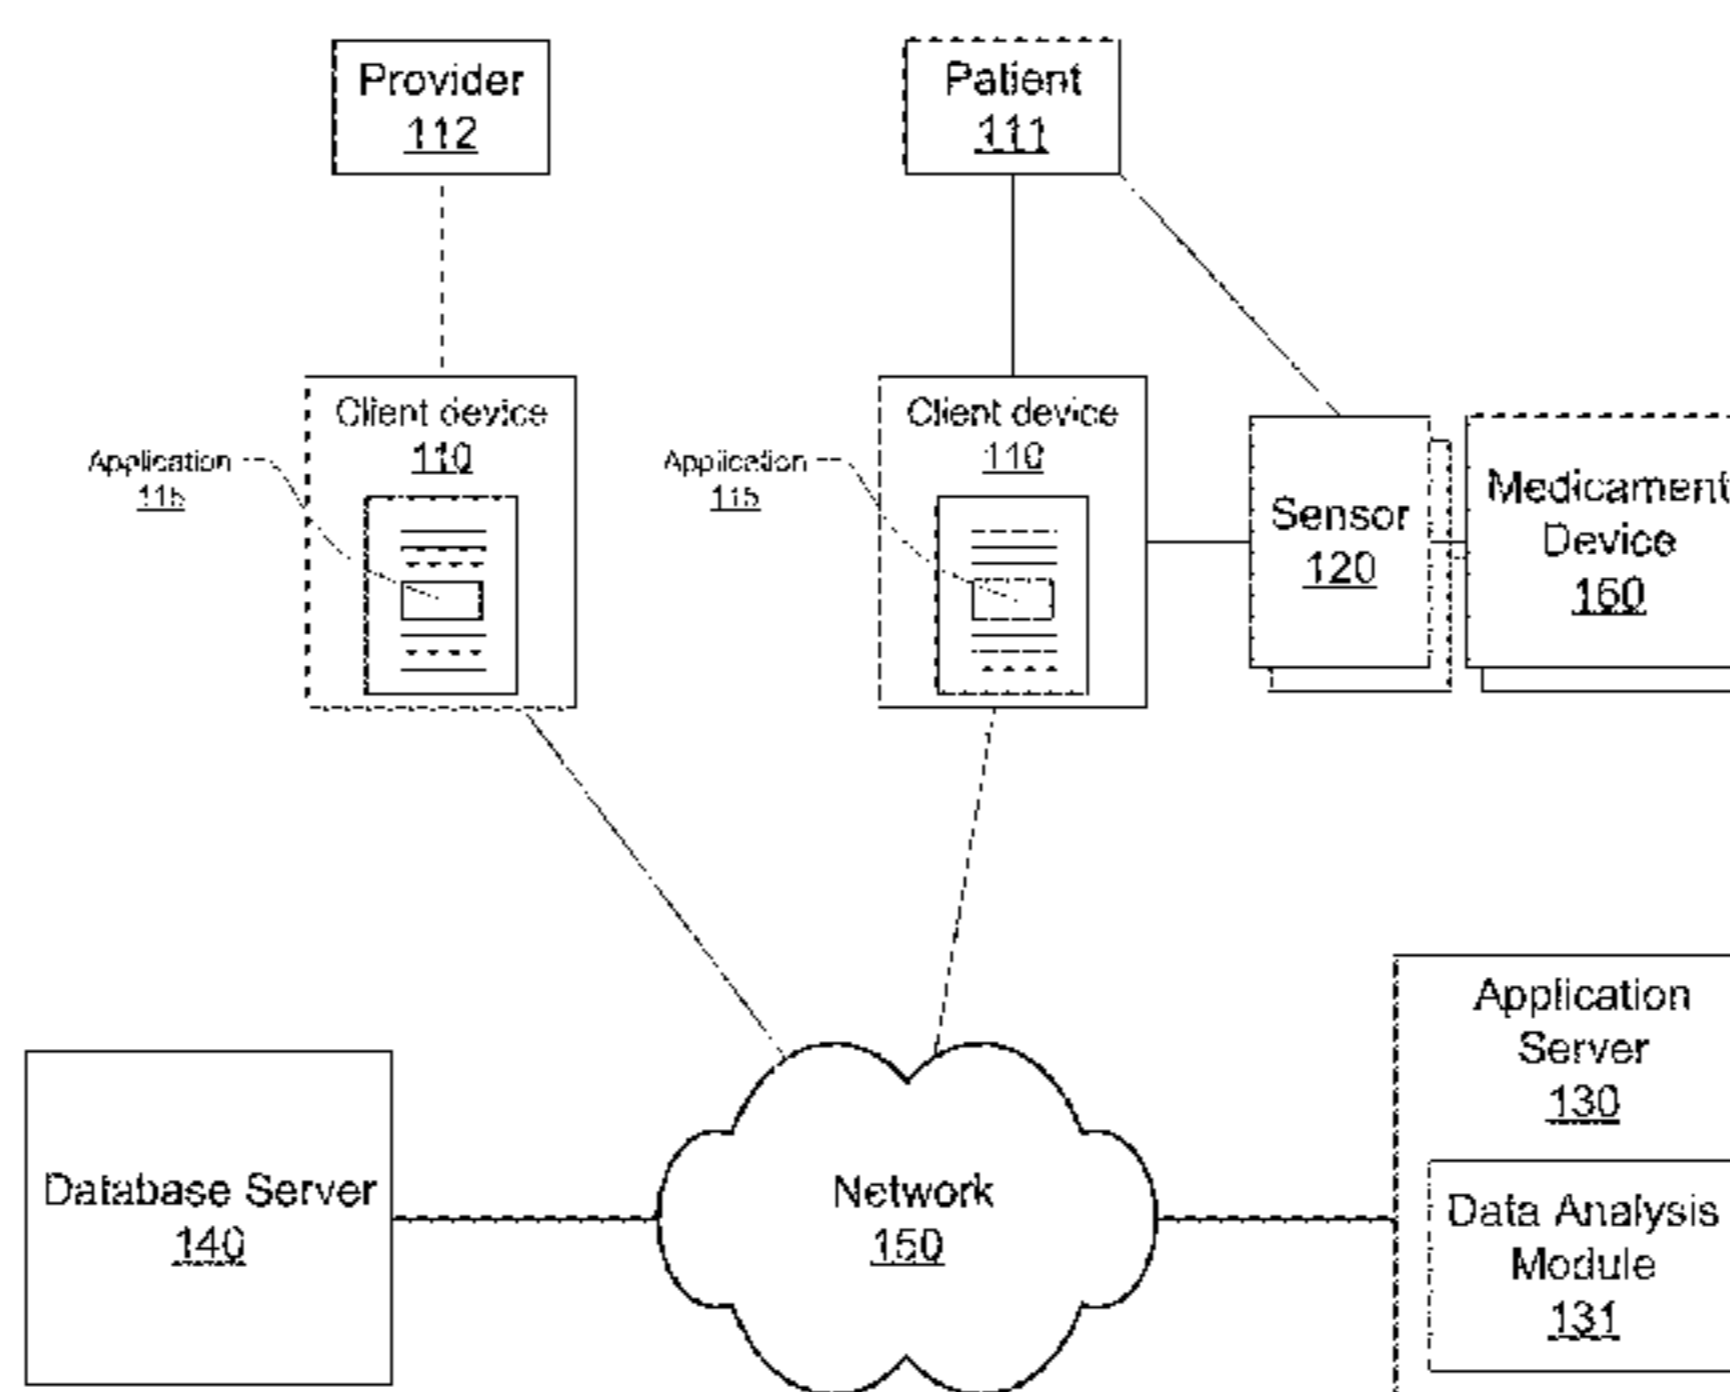 Provider
112
Patient
111
Client device
110
Application
115
Client device
110
Application
115
Sensor
120
Medicament
Device
160
Application
Server
130
Data Analysis
Module
131
Database Server
140
Network
150